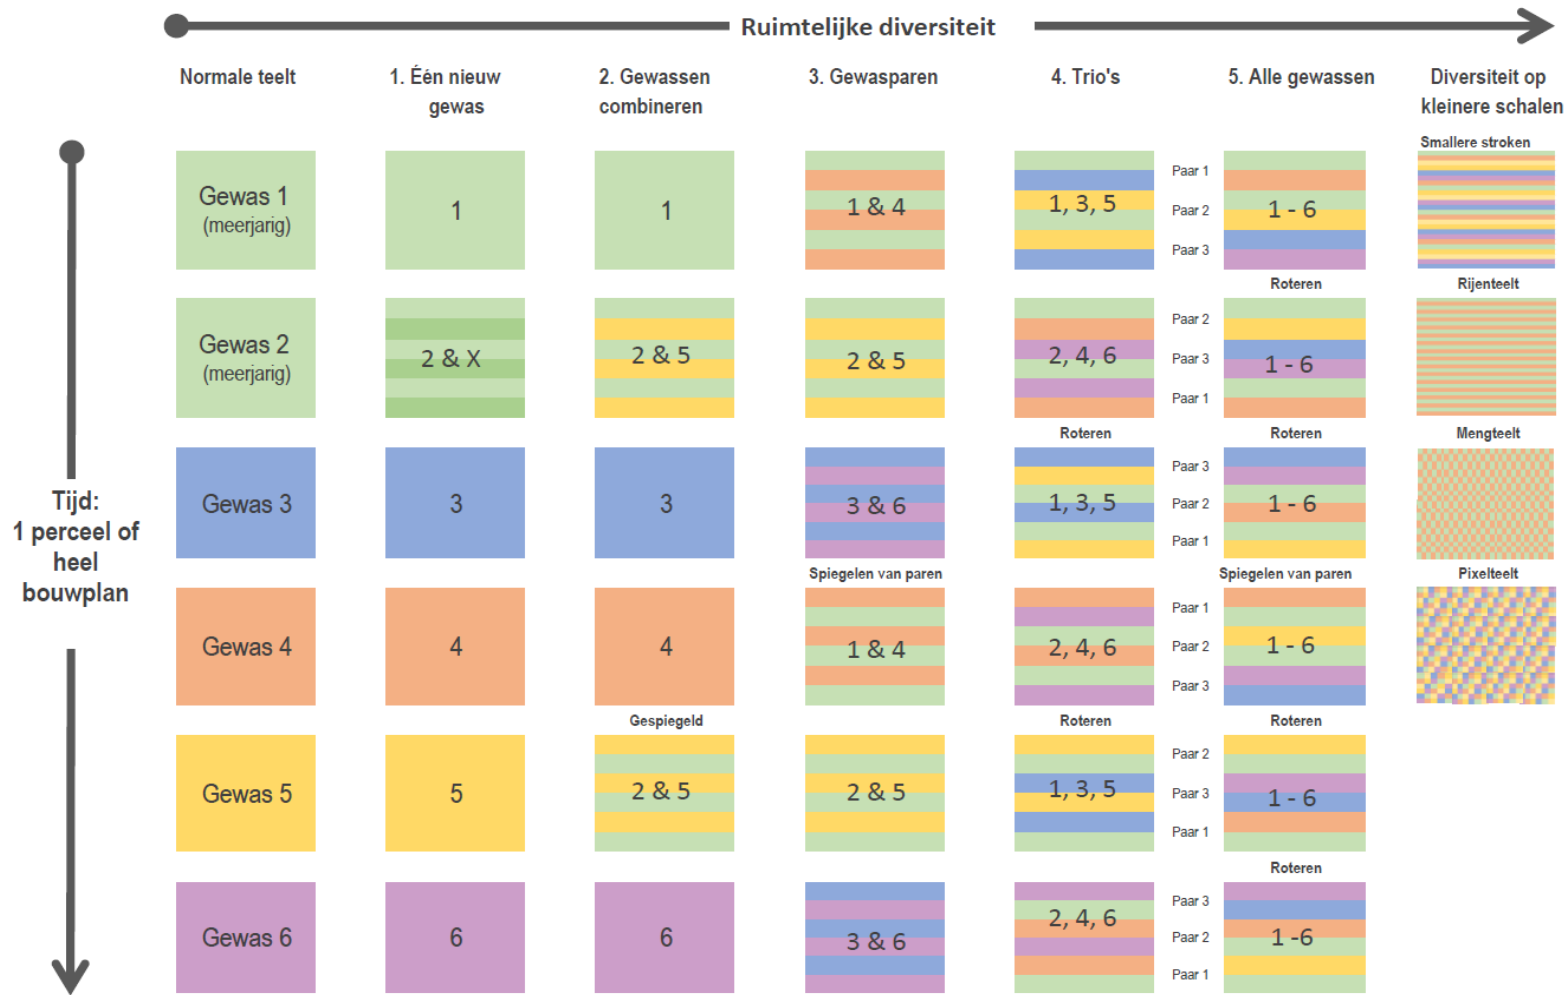 Ruimtelijke diversiteit
Normale teelt
1. Één nieuw
gewas
2. Gewassen
combineren
3. Gewasparen
4. Trio's
5. Alle gewassen
Diversiteit op
kleinere schalen
Tijd:
1 perceel of
heel
bouwplan
Gewas 1
(meerjarig)
1
1
1 & 4
1, 3, 5
Paar 1
Paar 2
Paar 3
1 - 6
Smallere stroken
Gewas 2
(meerjarig)
2 & X
2 & 5
2 & 5
2, 4, 6
Paar 2
Paar 3
Paar 1
Roteren
1 - 6
Rijenteelt
Gewas 3
3
3
3 & 6
Roteren
1, 3, 5
Paar 3
Paar 2
Paar 1
Roteren
1 - 6
Mengteelt
Gewas 4
4
4
Spiegelen van paren
1 & 4
2, 4, 6
Paar 1
Paar 2
Paar 3
Spiegelen van paren
1 - 6
Pixelteelt
Gewas 5
5
Gespiegeld
2 & 5
2 & 5
Roteren
1, 3, 5
Paar 2
Paar 3
Paar 1
Roteren
1 - 6
Gewas 6
6
6
3 & 6
2, 4, 6
Paar 3
Paar 2
Paar 1
Roteren
1 -6